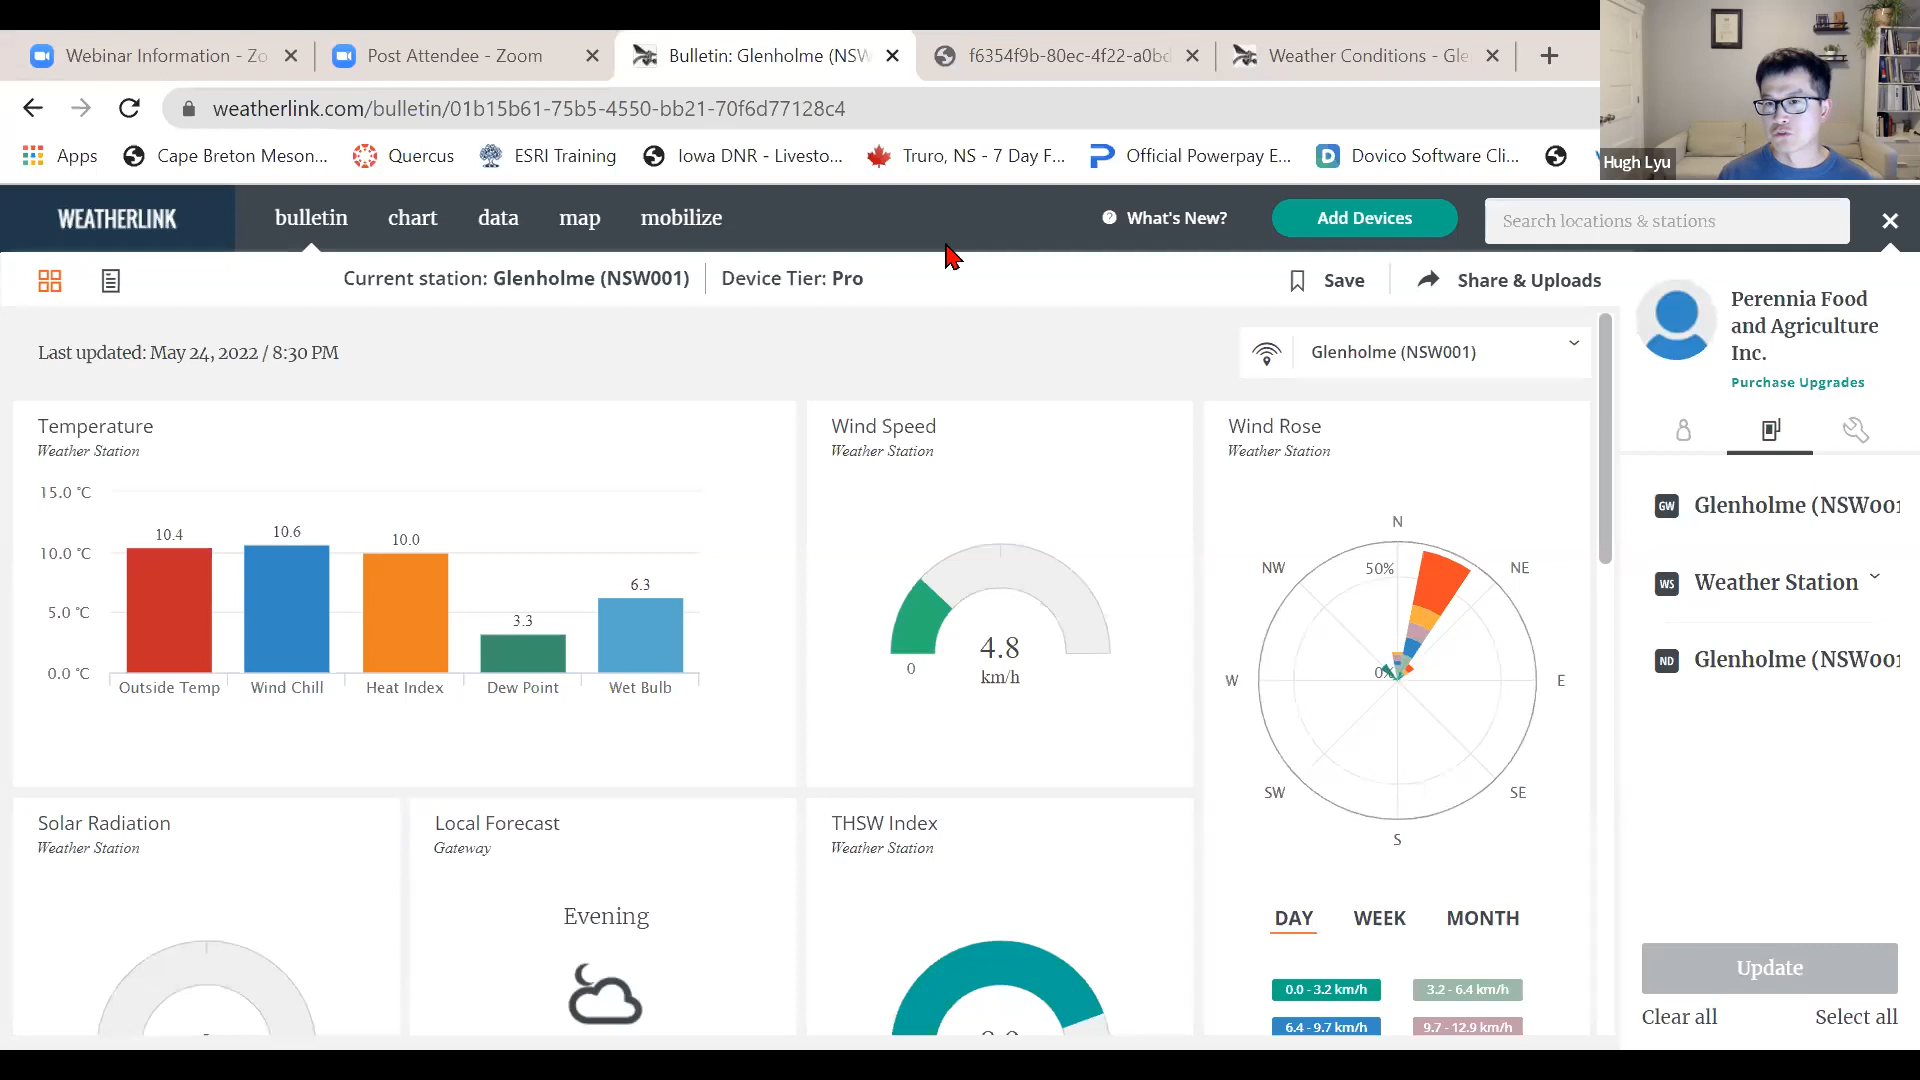 Webinar Information - Zo
Post Attendee - Zoom
Bulletin: Glenholme (NSW
f6354f9b-80ec-4f22-a0bd
Weather Conditions - Gle
weatherlink.com/bulletin/01b15b61-75b5-4550-bb21-70f6d77128c4
Apps
Cape Breton Meson...
Quercus
ESRI Training
Iowa DNR - Livesto...
Truro, NS - 7 Day F...
Official Powerpay E...
Dovico Software Cli...
Hugh Lyu
WEATHERLINK
bulletin
chart
data
map
mobilize
What's New?
Add Devices
Search locations & stations
Current station: Glenholme (NSW001)
Device Tier: Pro
Save
Share & Uploads
Perennia Food
and Agriculture
Inc.
Purchase Upgrades
Last updated: May 24, 2022 / 8:30 PM
Glenholme (NSW001)
Temperature
Weather Station
15.0 °C
10.0 °C
5.0 °C
0.0 °C
10.4
10.6
10.0
3.3
6.3
Outside Temp
Wind Chill
Heat Index
Dew Point
Wet Bulb
Wind Speed
Weather Station
4.8
0
km/h
Wind Rose
Weather Station
N
NW
50%
NE
W
0%
E
SW
SE
S
DAY
WEEK
MONTH
0.0 - 3.2 km/h
3.2 - 6.4 km/h
6.4 - 9.7 km/h
9.7 - 12.9 km/h
Solar Radiation
Weather Station
Local Forecast
Gateway
Evening
THSW Index
Weather Station
GW
Glenholme (NSW001
WS
Weather Station
ND
Glenholme (NSW001
Update
Clear all
Select all